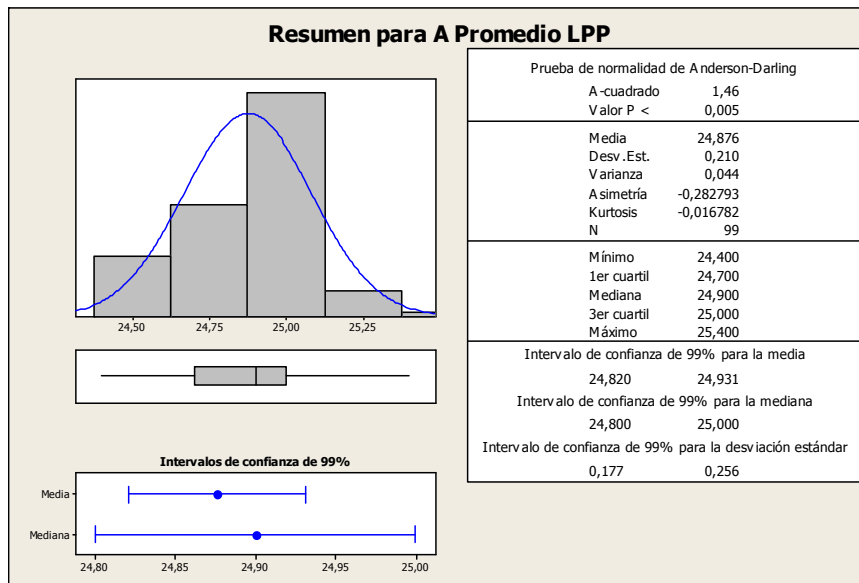 Resumen para A Promedio LPP
24,50 24,75 25,00 25,25
Intervalos de confianza de 99%
Media
Mediana
24,80 24,85 24,90 24,95 25,00
Prueba de normalidad de Anderson-Darling
A-cuadrado 1,46
Valor P < 0,005
Media 24,876
Desv.Est. 0,210
Varianza 0,044
Asimetría -0,282793
Kurtosis -0,016782
N 99
Mínimo 24,400
1er cuartil 24,700
Mediana 24,900
3er cuartil 25,000
Máximo 25,400
Intervalo de confianza de 99% para la media
24,820 24,931
Intervalo de confianza de 99% para la mediana
24,800 25,000
Intervalo de confianza de 99% para la desviación estándar
0,177 0,256